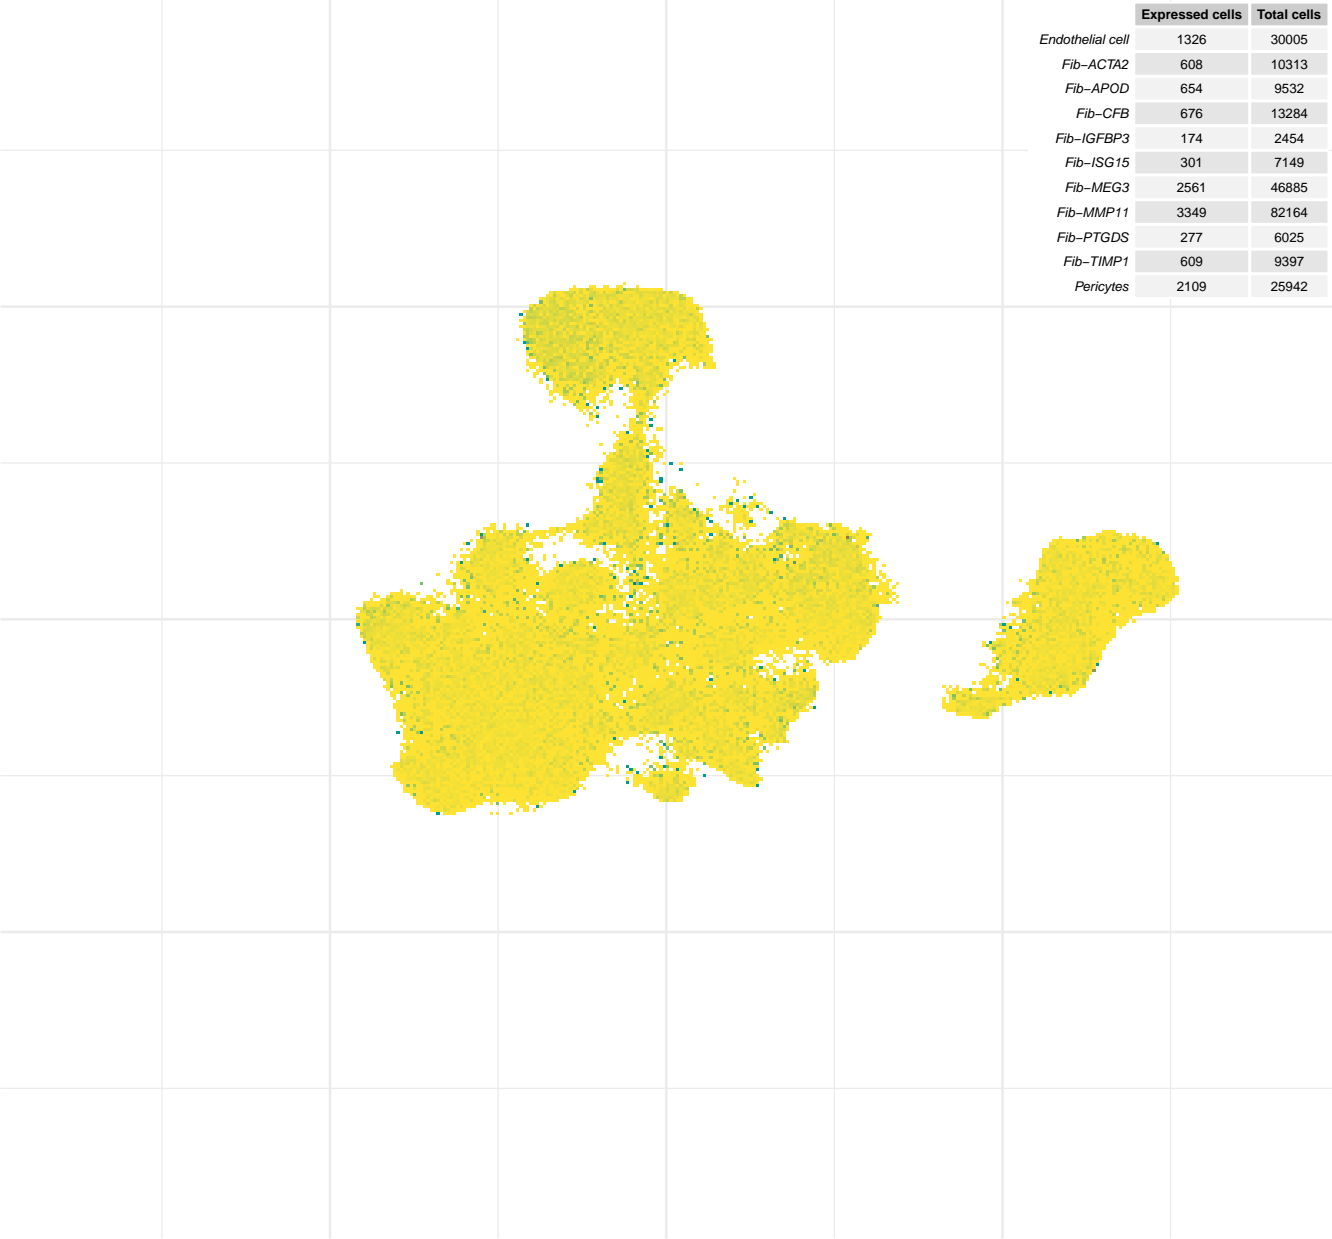 Expressed cells Total cells
Endothelial cell 1326 30005
Fib−ACTA2 608 10313
Fib−APOD 654 9532
Fib−CFB 676 13284
Fib−IGFBP3 174 2454
Fib−ISG15 301 7149
Fib−MEG3 2561 46885
Fib−MMP11 3349 82164
Fib−PTGDS 277 6025
Fib−TIMP1 609 9397
Pericytes 2109 25942